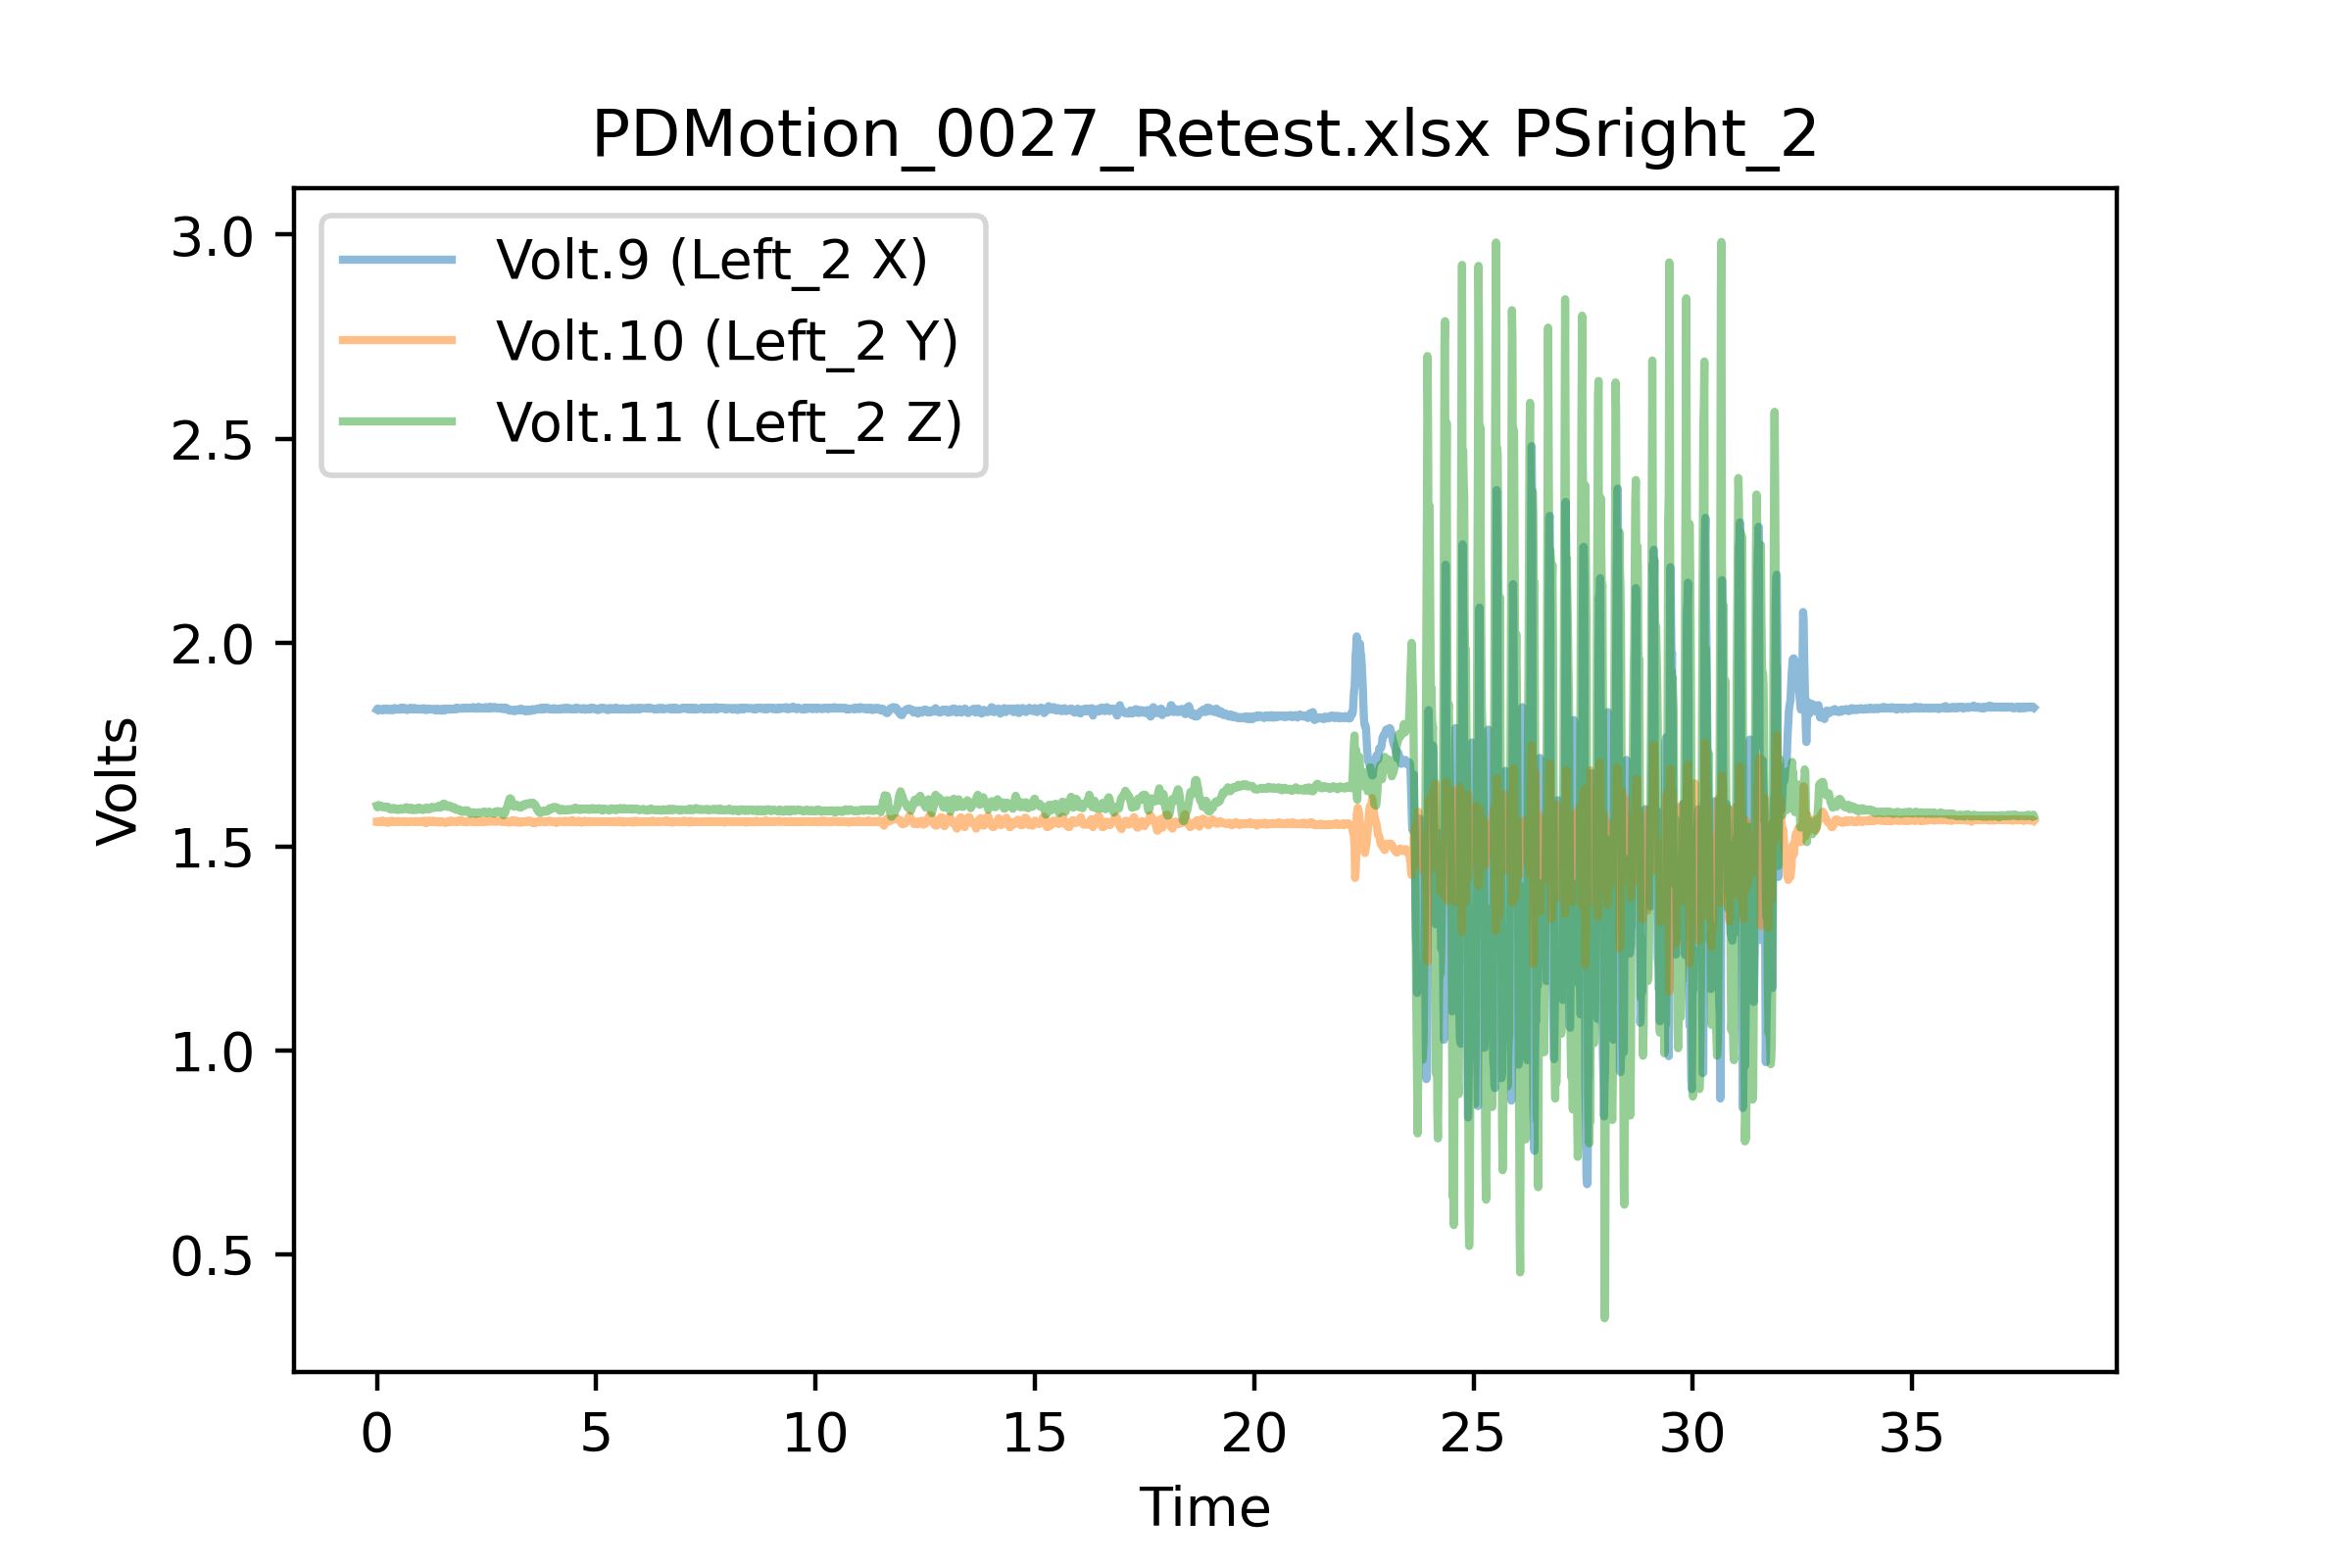 PDMotion_0027_Retest.xlsx PSright_2
Volt.9 (Left_2 X)
Volt.10 (Left_2 Y)
Volt.11 (Left_2 Z)
3.0
2.5
2.0
1.5
1.0
0.5
Volts
0 5 10 15 20 25 30 35
Time